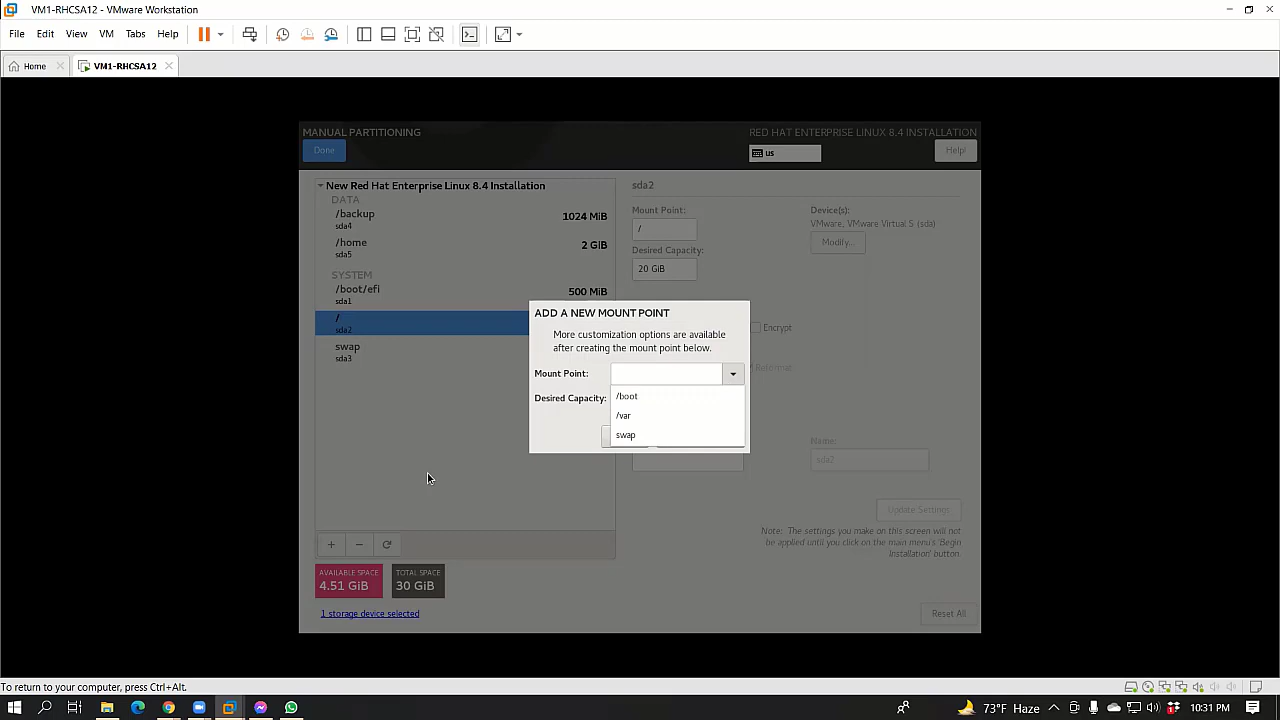 VM1-RHCSA12 - VMware Workstation
File Edit View VM Tabs Help
Home
VM1-RHCSA12
MANUAL PARTITIONING
RED HAT ENTERPRISE LINUX 8.4 INSTALLATION
Done
us
Help!
New Red Hat Enterprise Linux 8.4 Installation
DATA
/backup
1024 MiB
sda4
/home
2 GiB
sda5
SYSTEM
/boot/efi
500 MiB
sda1
/
sda2
swap
sda3
sda2
Mount Point:
/
Desired Capacity:
20 GiB
Device(s):
VMware, VMware Virtual S (sda)
Modify...
Encrypt
Reformat
Name:
sda2
Update Settings
Note: The settings you make on this screen will not
be applied until you click on the main menu's 'Begin
Installation' button.
ADD A NEW MOUNT POINT
More customization options are available
after creating the mount point below.
Mount Point:
Desired Capacity:
/boot
/var
swap
+
−
AVAILABLE SPACE
4.51 GiB
TOTAL SPACE
30 GiB
1 storage device selected
Reset All
To return to your computer, press Ctrl+Alt.
73°F Haze
10:31 PM